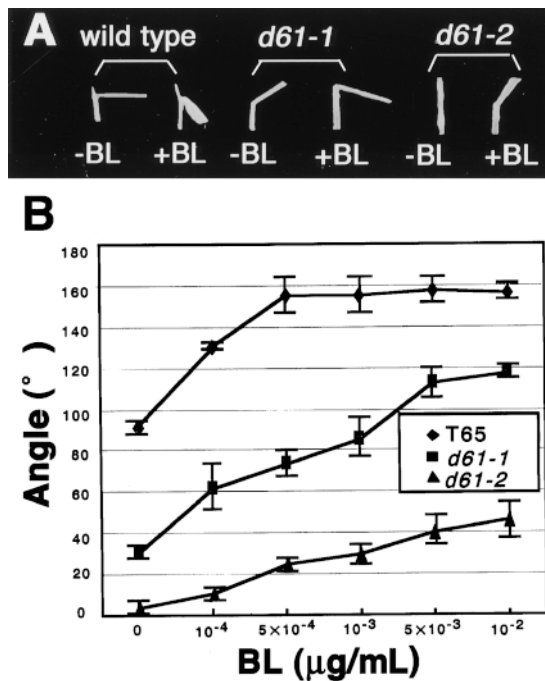 A
wild type d61-1 d61-2
-BL +BL -BL +BL -BL +BL
B
180
160
140
120
100
80
60
40
20
0
Angle (°)
T65
d61-1
d61-2
0 10⁻⁴ 5×10⁻⁴ 10⁻³ 5×10⁻³ 10⁻²
BL (μg/mL)